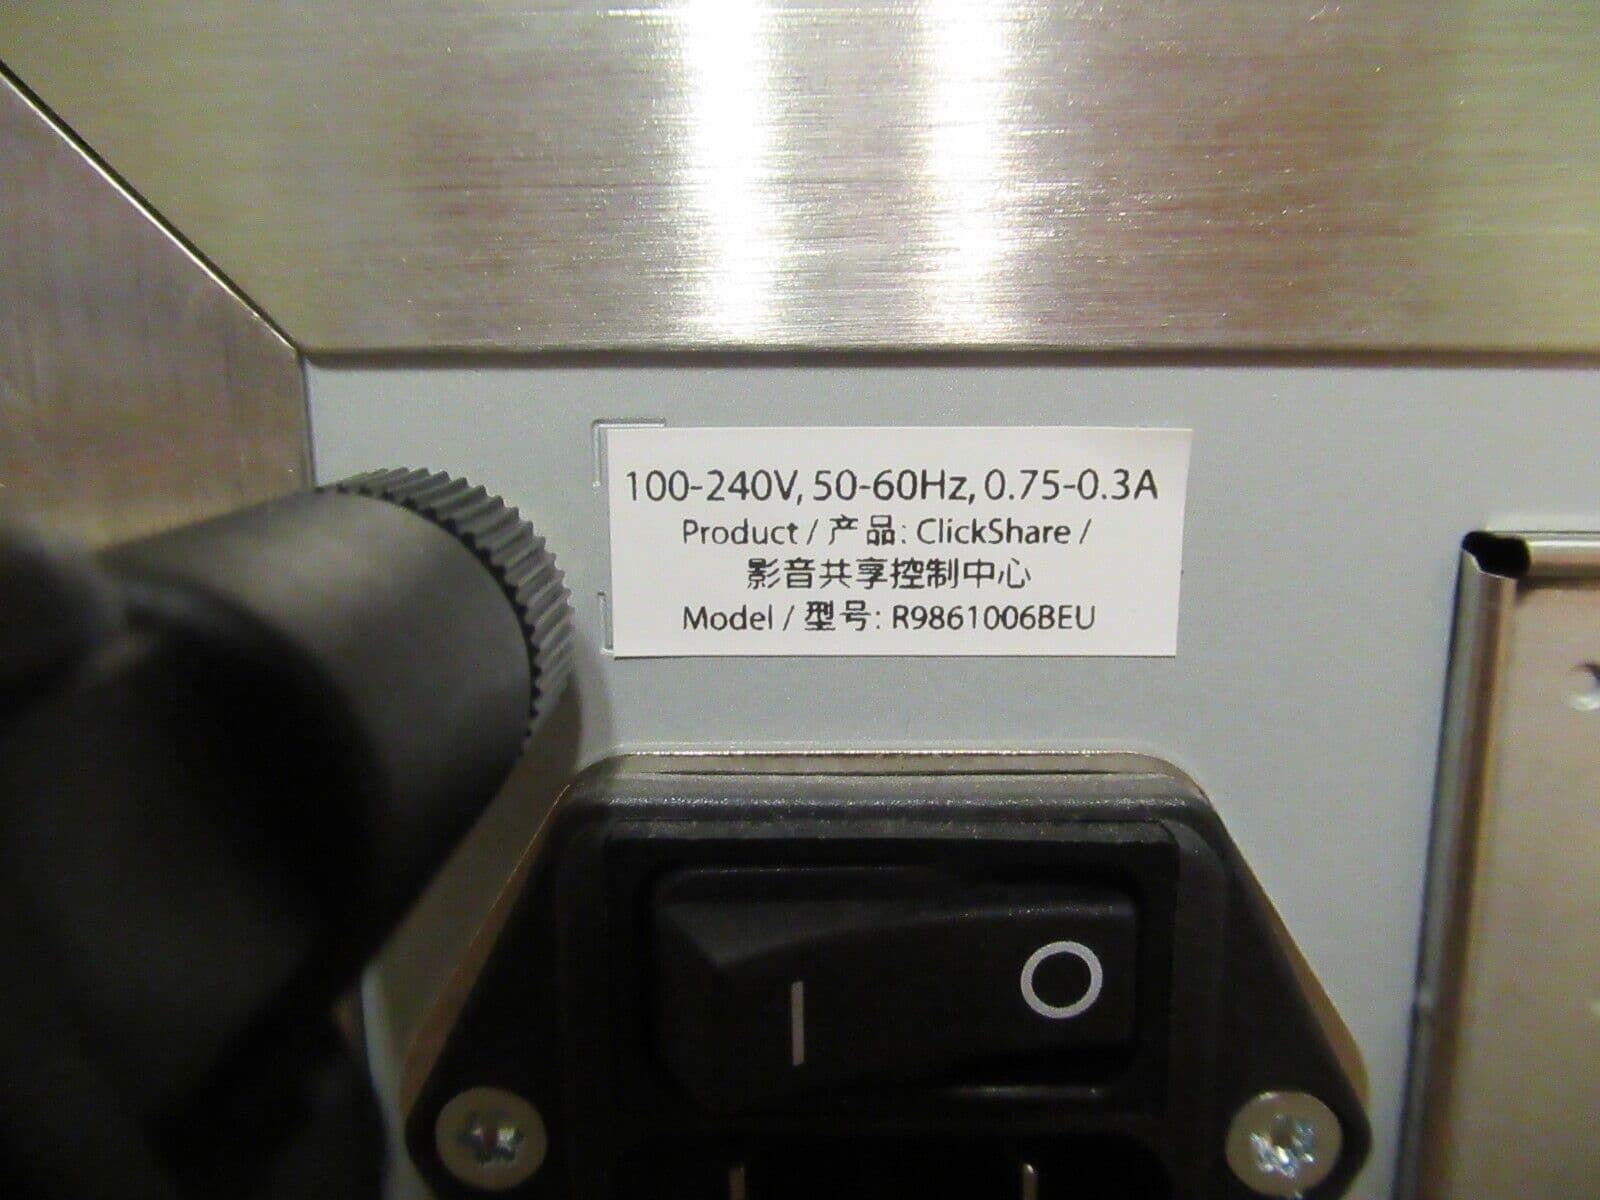 100-240V, 50-60Hz, 0.75-0.3A
Product / 产品: ClickShare /
影音共享控制中心
Model / 型号: R9861006BEU